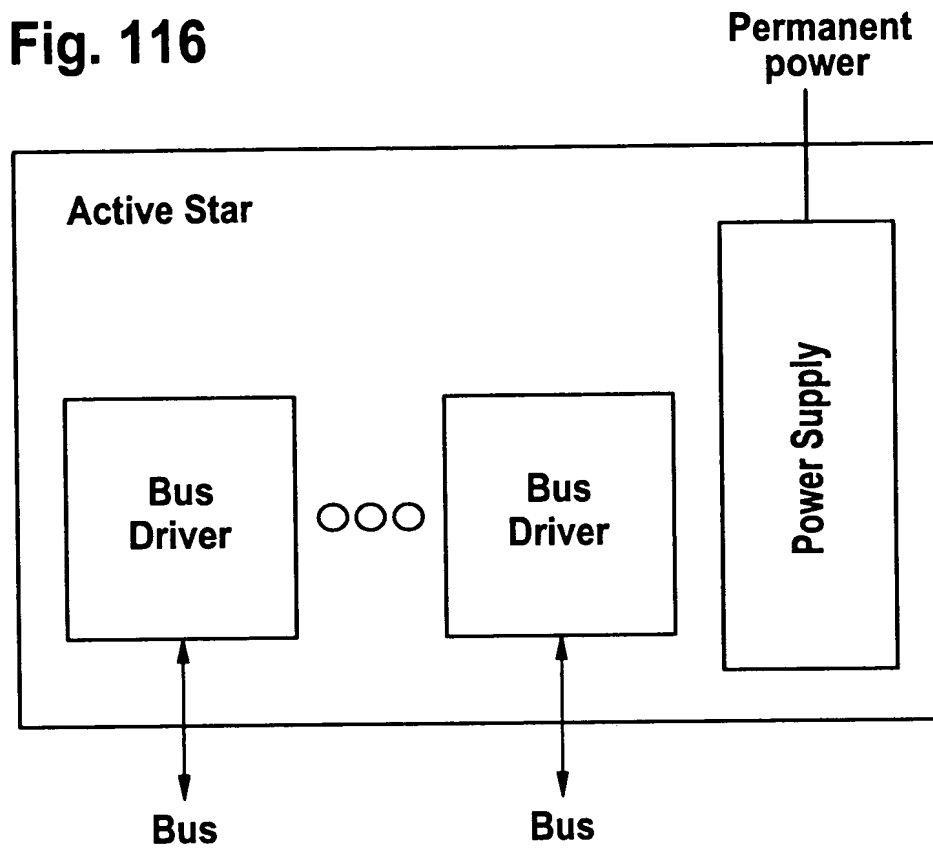 Fig. 116
Permanent
power
Active Star
Bus
Driver
Bus
Driver
Power Supply
Bus
Bus